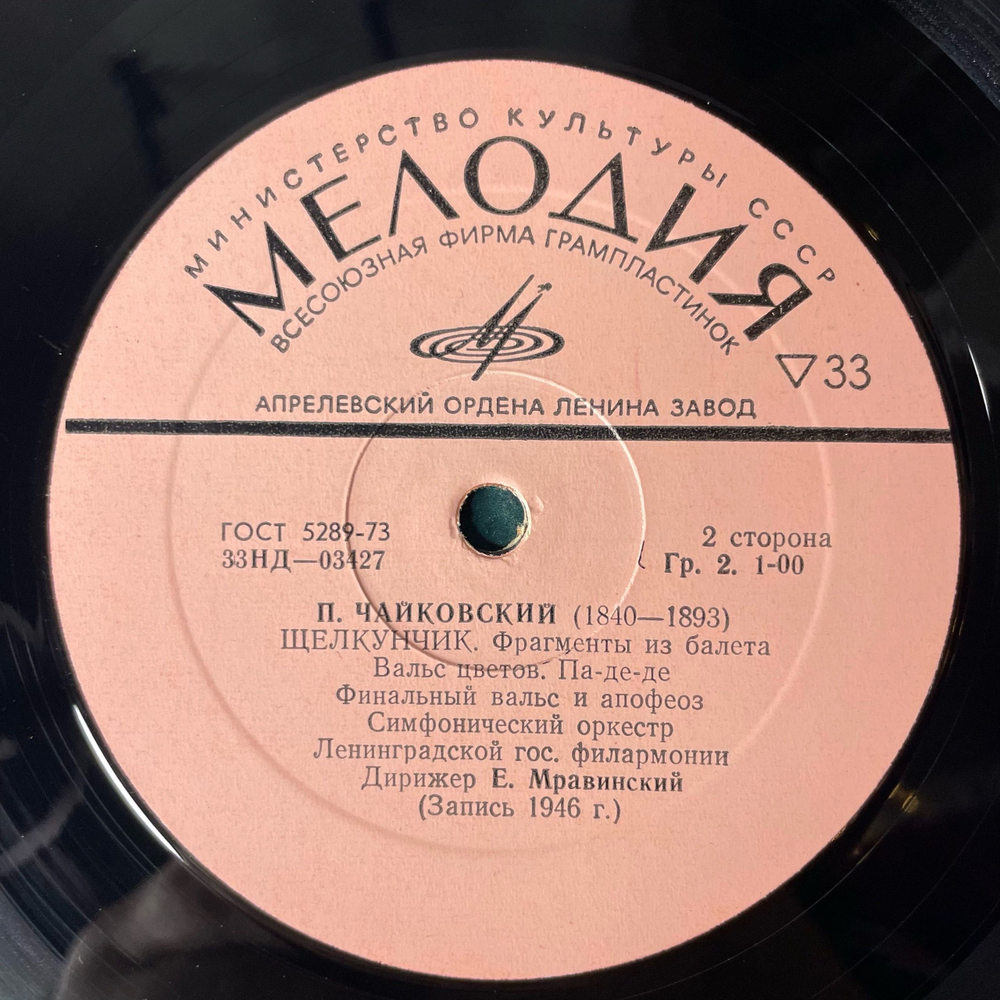 МИНИСТЕРСТВО КУЛЬТУРЫ СССР
МЕЛОДИЯ
ВСЕСОЮЗНАЯ ФИРМА ГРАМПЛАСТИНОК
▽33
АПРЕЛЕВСКИЙ ОРДЕНА ЛЕНИНА ЗАВОД
ГОСТ 5289-73
33НД—03427
2 сторона
Гр. 2. 1-00
П. ЧАЙКОВСКИЙ (1840—1893)
ЩЕЛКУНЧИК. Фрагменты из балета
Вальс цветов. Па-де-де
Финальный вальс и апофеоз
Симфонический оркестр
Ленинградской гос. филармонии
Дирижер Е. Мравинский
(Запись 1946 г.)